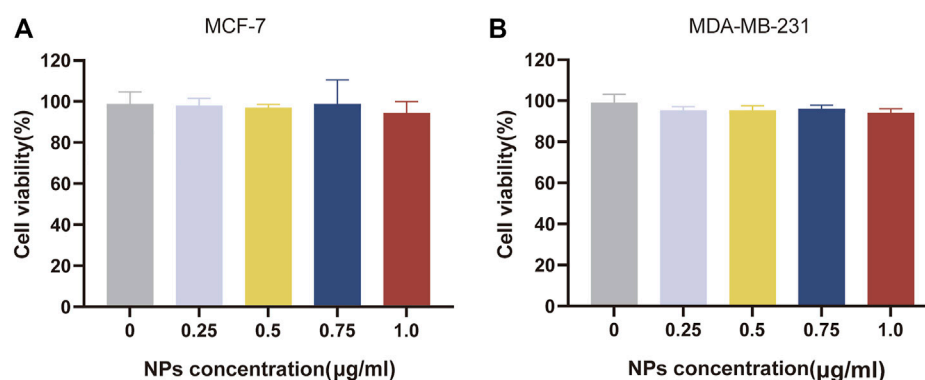 A
MCF-7
Cell viability(%)
120
100
80
60
40
20
0
0 0.25 0.5 0.75 1.0
NPs concentration(μg/ml)
B
MDA-MB-231
Cell viability(%)
120
100
80
60
40
20
0
0 0.25 0.5 0.75 1.0
NPs concentration(μg/ml)